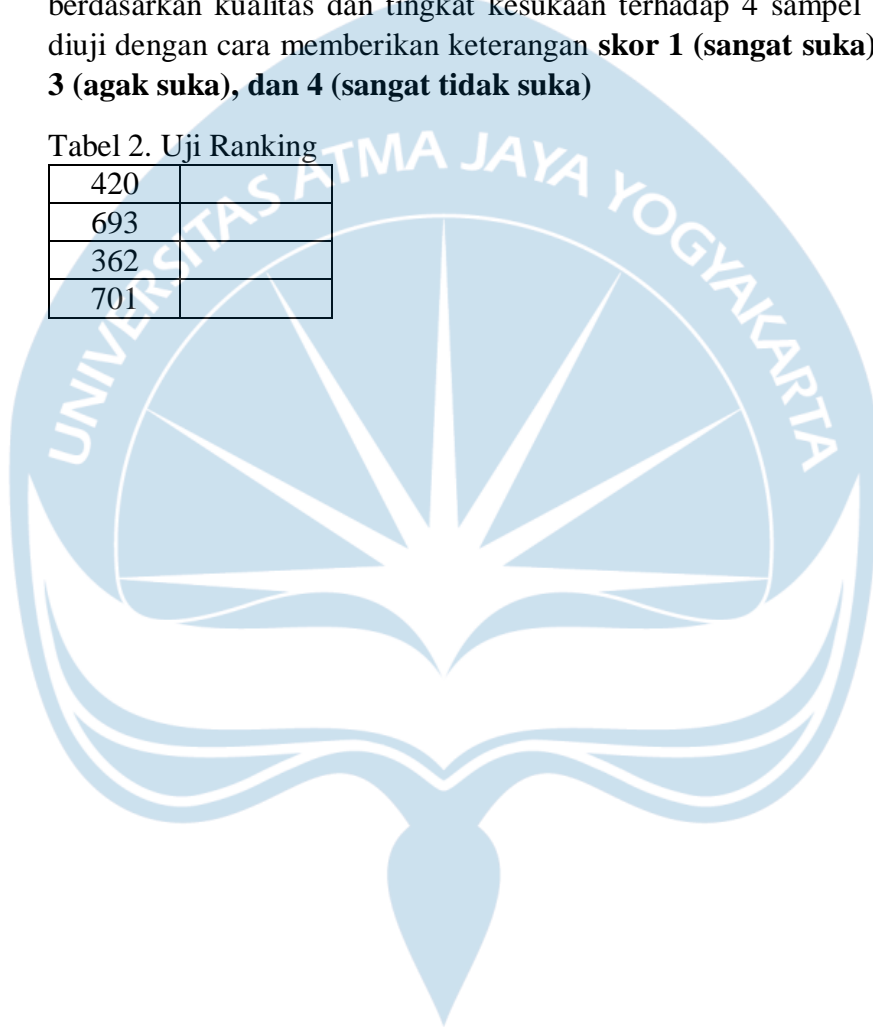 berdasarkan kualitas dan tingkat kesukaan terhadap 4 sampel
diuji dengan cara memberikan keterangan skor 1 (sangat suka)
3 (agak suka), dan 4 (sangat tidak suka)
Tabel 2. Uji Ranking
420
693
362
701
UNIVERSITAS ATMA JAYA YOGYAKARTA